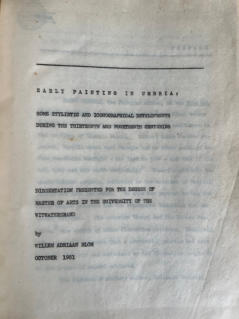 EARLY PAINTING IN UMBRIA:
SOME STYLISTIC AND ICONOGRAPHICAL DEVELOPMENTS
DURING THE THIRTEENTH AND FOURTEENTH CENTURIES
DISSERTATION PRESENTED FOR THE DEGREE OF
MASTER OF ARTS IN THE UNIVERSITY OF THE
WITWATERSRAND
by
WILLEM ADRIAAN BLOM
OCTOBER 1981